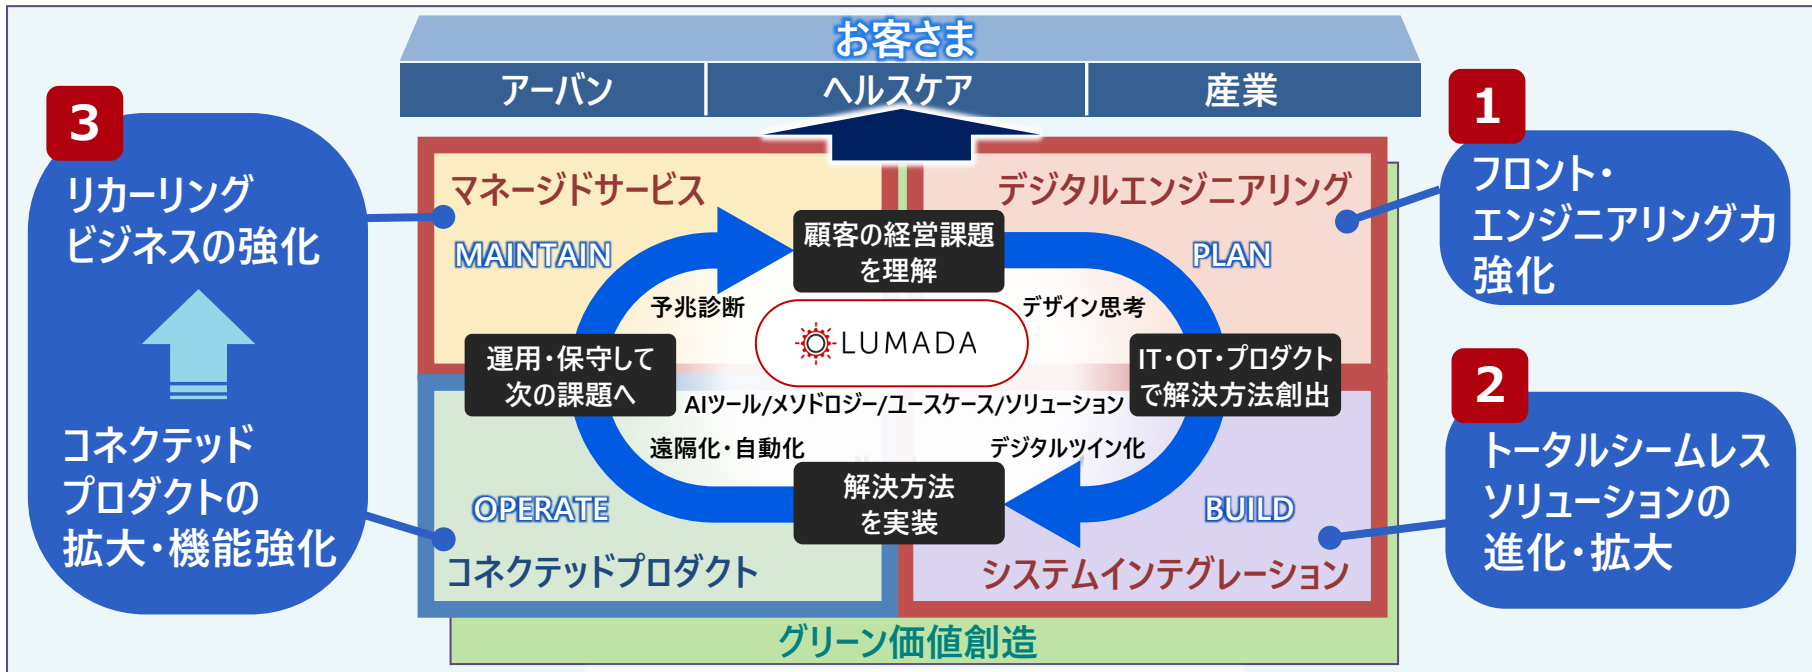 お客さま
アーバン
ヘルスケア
産業
3
リカーリング
ビジネスの強化
コネクテッド
プロダクトの
拡大・機能強化
マネージドサービス
MAINTAIN
デジタルエンジニアリング
PLAN
顧客の経営課題
を理解
予兆診断
デザイン思考
LUMADA
運用・保守して
次の課題へ
IT・OT・プロダクト
で解決方法創出
AIツール/メソドロジー/ユースケース/ソリューション
遠隔化・自動化
デジタルツイン化
解決方法
を実装
OPERATE
コネクテッドプロダクト
BUILD
システムインテグレーション
グリーン価値創造
1
フロント・
エンジニアリング力
強化
2
トータルシームレス
ソリューションの
進化・拡大